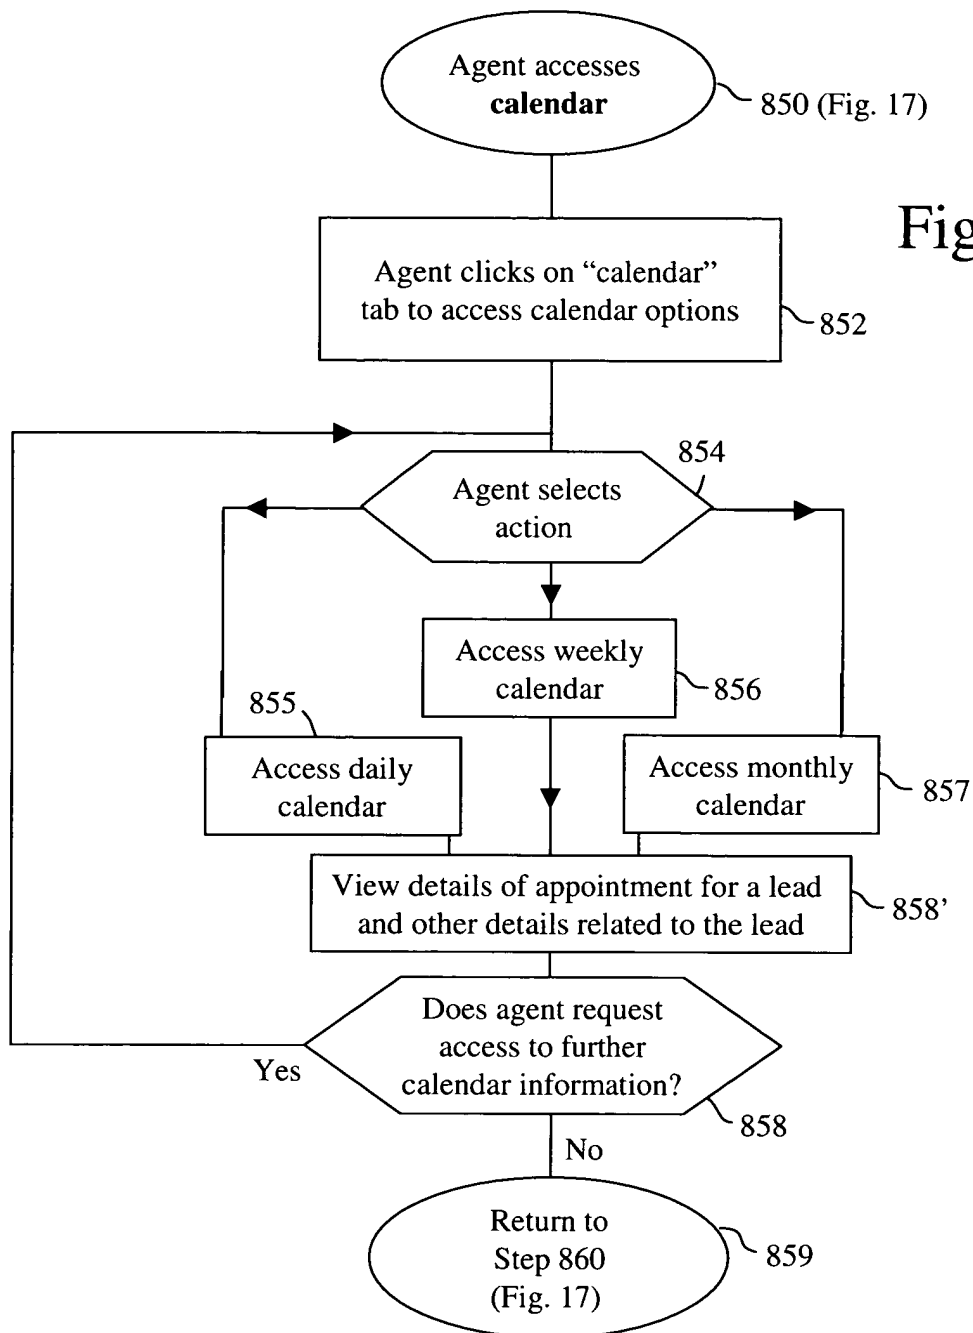 Agent accesses
calendar
850 (Fig. 17)
Fig
Agent clicks on “calendar”
tab to access calendar options
852
854
Agent selects
action
Access weekly
calendar
856
855
Access daily
calendar
Access monthly
calendar
857
View details of appointment for a lead
and other details related to the lead
858’
Does agent request
access to further
calendar information?
Yes
858
No
Return to
Step 860
(Fig. 17)
859